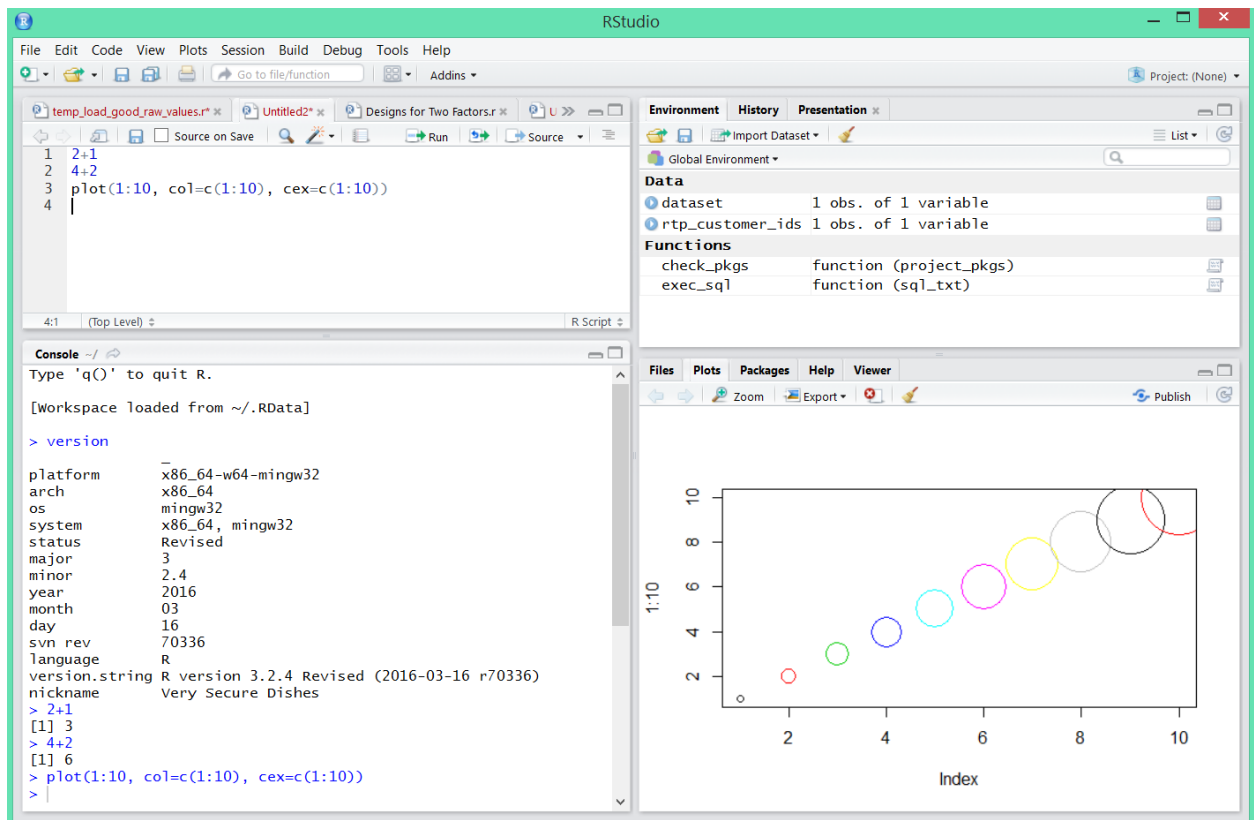 RStudio
File Edit Code View Plots Session Build Debug Tools Help
Go to file/function Addins Project: (None)
temp_load_good_raw_values.r* Untitled2* Designs for Two Factors.r U
Source on Save Run Source
1 2+1
2 4+2
3 plot(1:10, col=c(1:10), cex=c(1:10))
4
4:1 (Top Level) R Script
Console ~/
Type 'q()' to quit R.
[Workspace loaded from ~/.RData]
> version
_
platform x86_64-w64-mingw32
arch x86_64
os mingw32
system x86_64, mingw32
status Revised
major 3
minor 2.4
year 2016
month 03
day 16
svn rev 70336
language R
version.string R version 3.2.4 Revised (2016-03-16 r70336)
nickname Very Secure Dishes
> 2+1
[1] 3
> 4+2
[1] 6
> plot(1:10, col=c(1:10), cex=c(1:10))
>
Environment History Presentation
Import Dataset List
Global Environment
Data
dataset 1 obs. of 1 variable
rtp_customer_ids 1 obs. of 1 variable
Functions
check_pkgs function (project_pkgs)
exec_sql function (sql_txt)
Files Plots Packages Help Viewer
Zoom Export Publish
10
8
6
4
2
1:10
2 4 6 8 10
Index